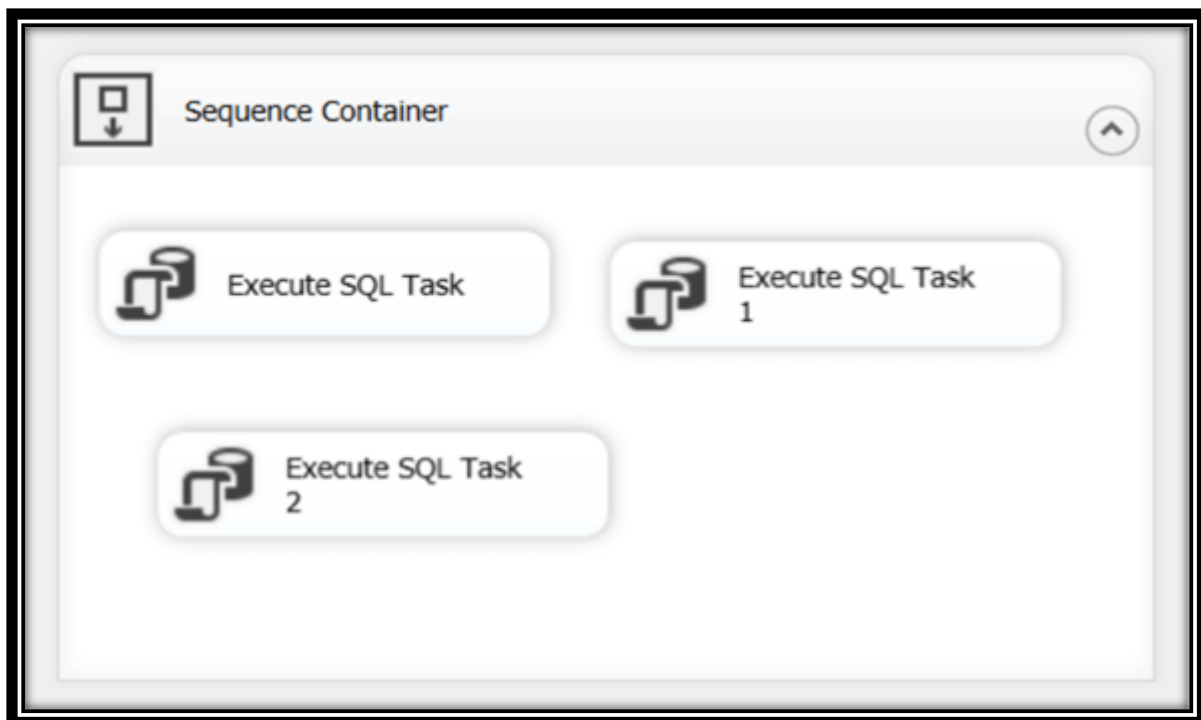 Sequence Container
Execute SQL Task
Execute SQL Task
1
Execute SQL Task
2